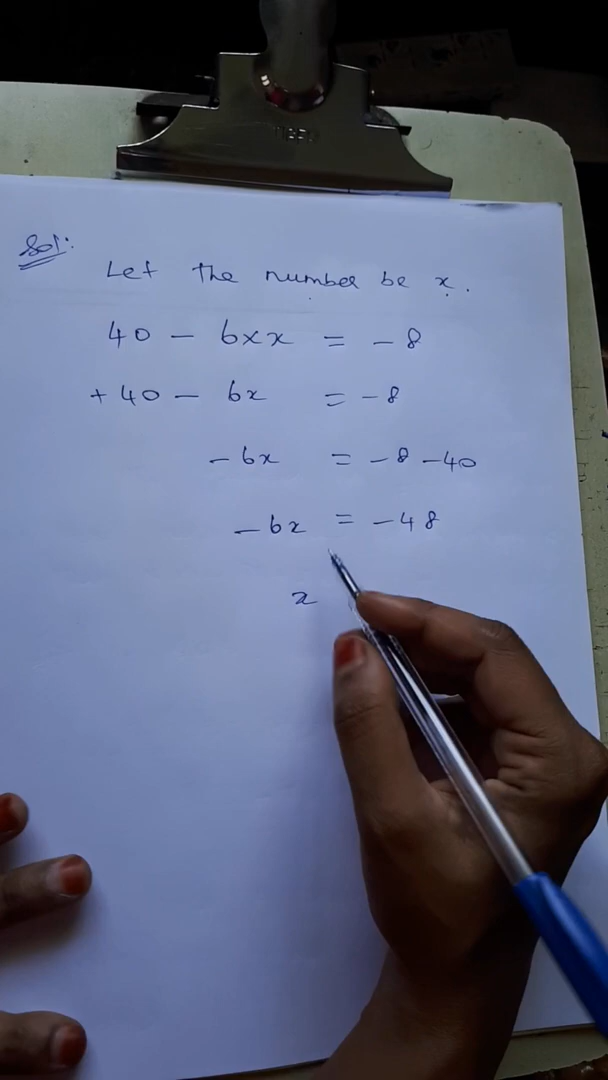 Sol:
Let the number be x.
40 - 6×x = -8
+40 - 6x = -8
-6x = -8 -40
-6x = -48
x